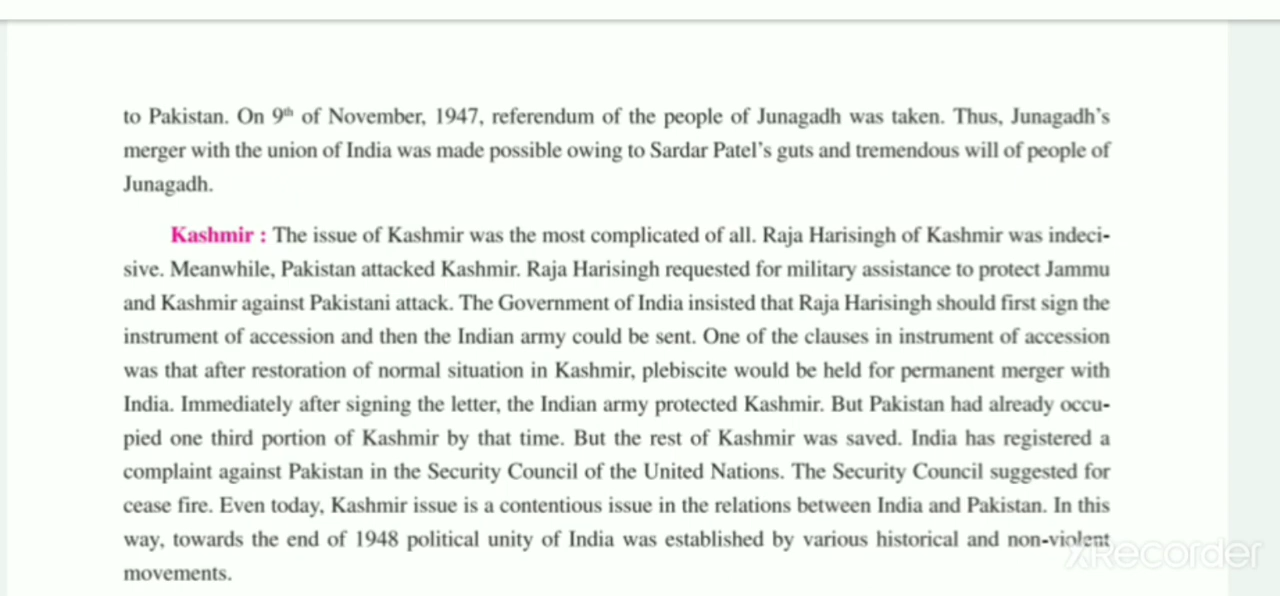 to Pakistan. On 9th of November, 1947, referendum of the people of Junagadh was taken. Thus, Junagadh's
merger with the union of India was made possible owing to Sardar Patel's guts and tremendous will of people of
Junagadh.
Kashmir : The issue of Kashmir was the most complicated of all. Raja Harisingh of Kashmir was indeci-
sive. Meanwhile, Pakistan attacked Kashmir. Raja Harisingh requested for military assistance to protect Jammu
and Kashmir against Pakistani attack. The Government of India insisted that Raja Harisingh should first sign the
instrument of accession and then the Indian army could be sent. One of the clauses in instrument of accession
was that after restoration of normal situation in Kashmir, plebiscite would be held for permanent merger with
India. Immediately after signing the letter, the Indian army protected Kashmir. But Pakistan had already occu-
pied one third portion of Kashmir by that time. But the rest of Kashmir was saved. India has registered a
complaint against Pakistan in the Security Council of the United Nations. The Security Council suggested for
cease fire. Even today, Kashmir issue is a contentious issue in the relations between India and Pakistan. In this
way, towards the end of 1948 political unity of India was established by various historical and non-violent
movements.
XRecorder